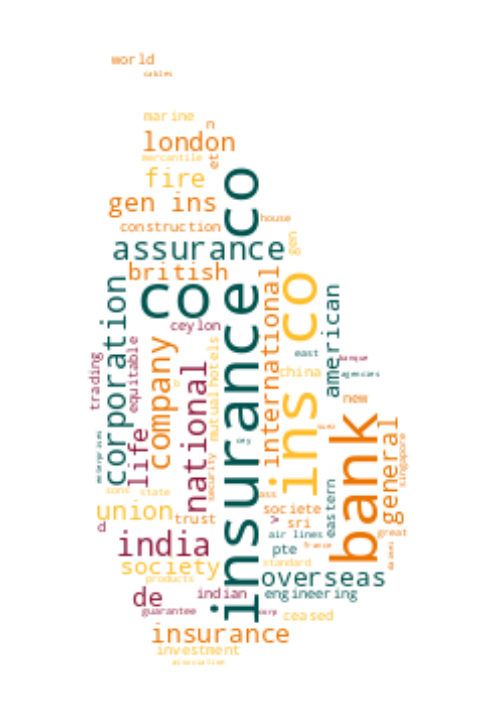 world
cables
marine
n
london
mercantile
et
fire
co
gen ins
house
construction
gen
assurance
british
international
co
ins co
corporation
american
ceylon
east
banque
trading
equitable
company
mutual
hotels
national
insurance
china
agencies
new
life
bank
general
singapore
enterprises
security
state
union
trust
societe
sri
eastern
great
d
air lines
india
pte
france
society
standard
overseas
products
de
indian
engineering
guarantee
corp
ceased
insurance
investment
association